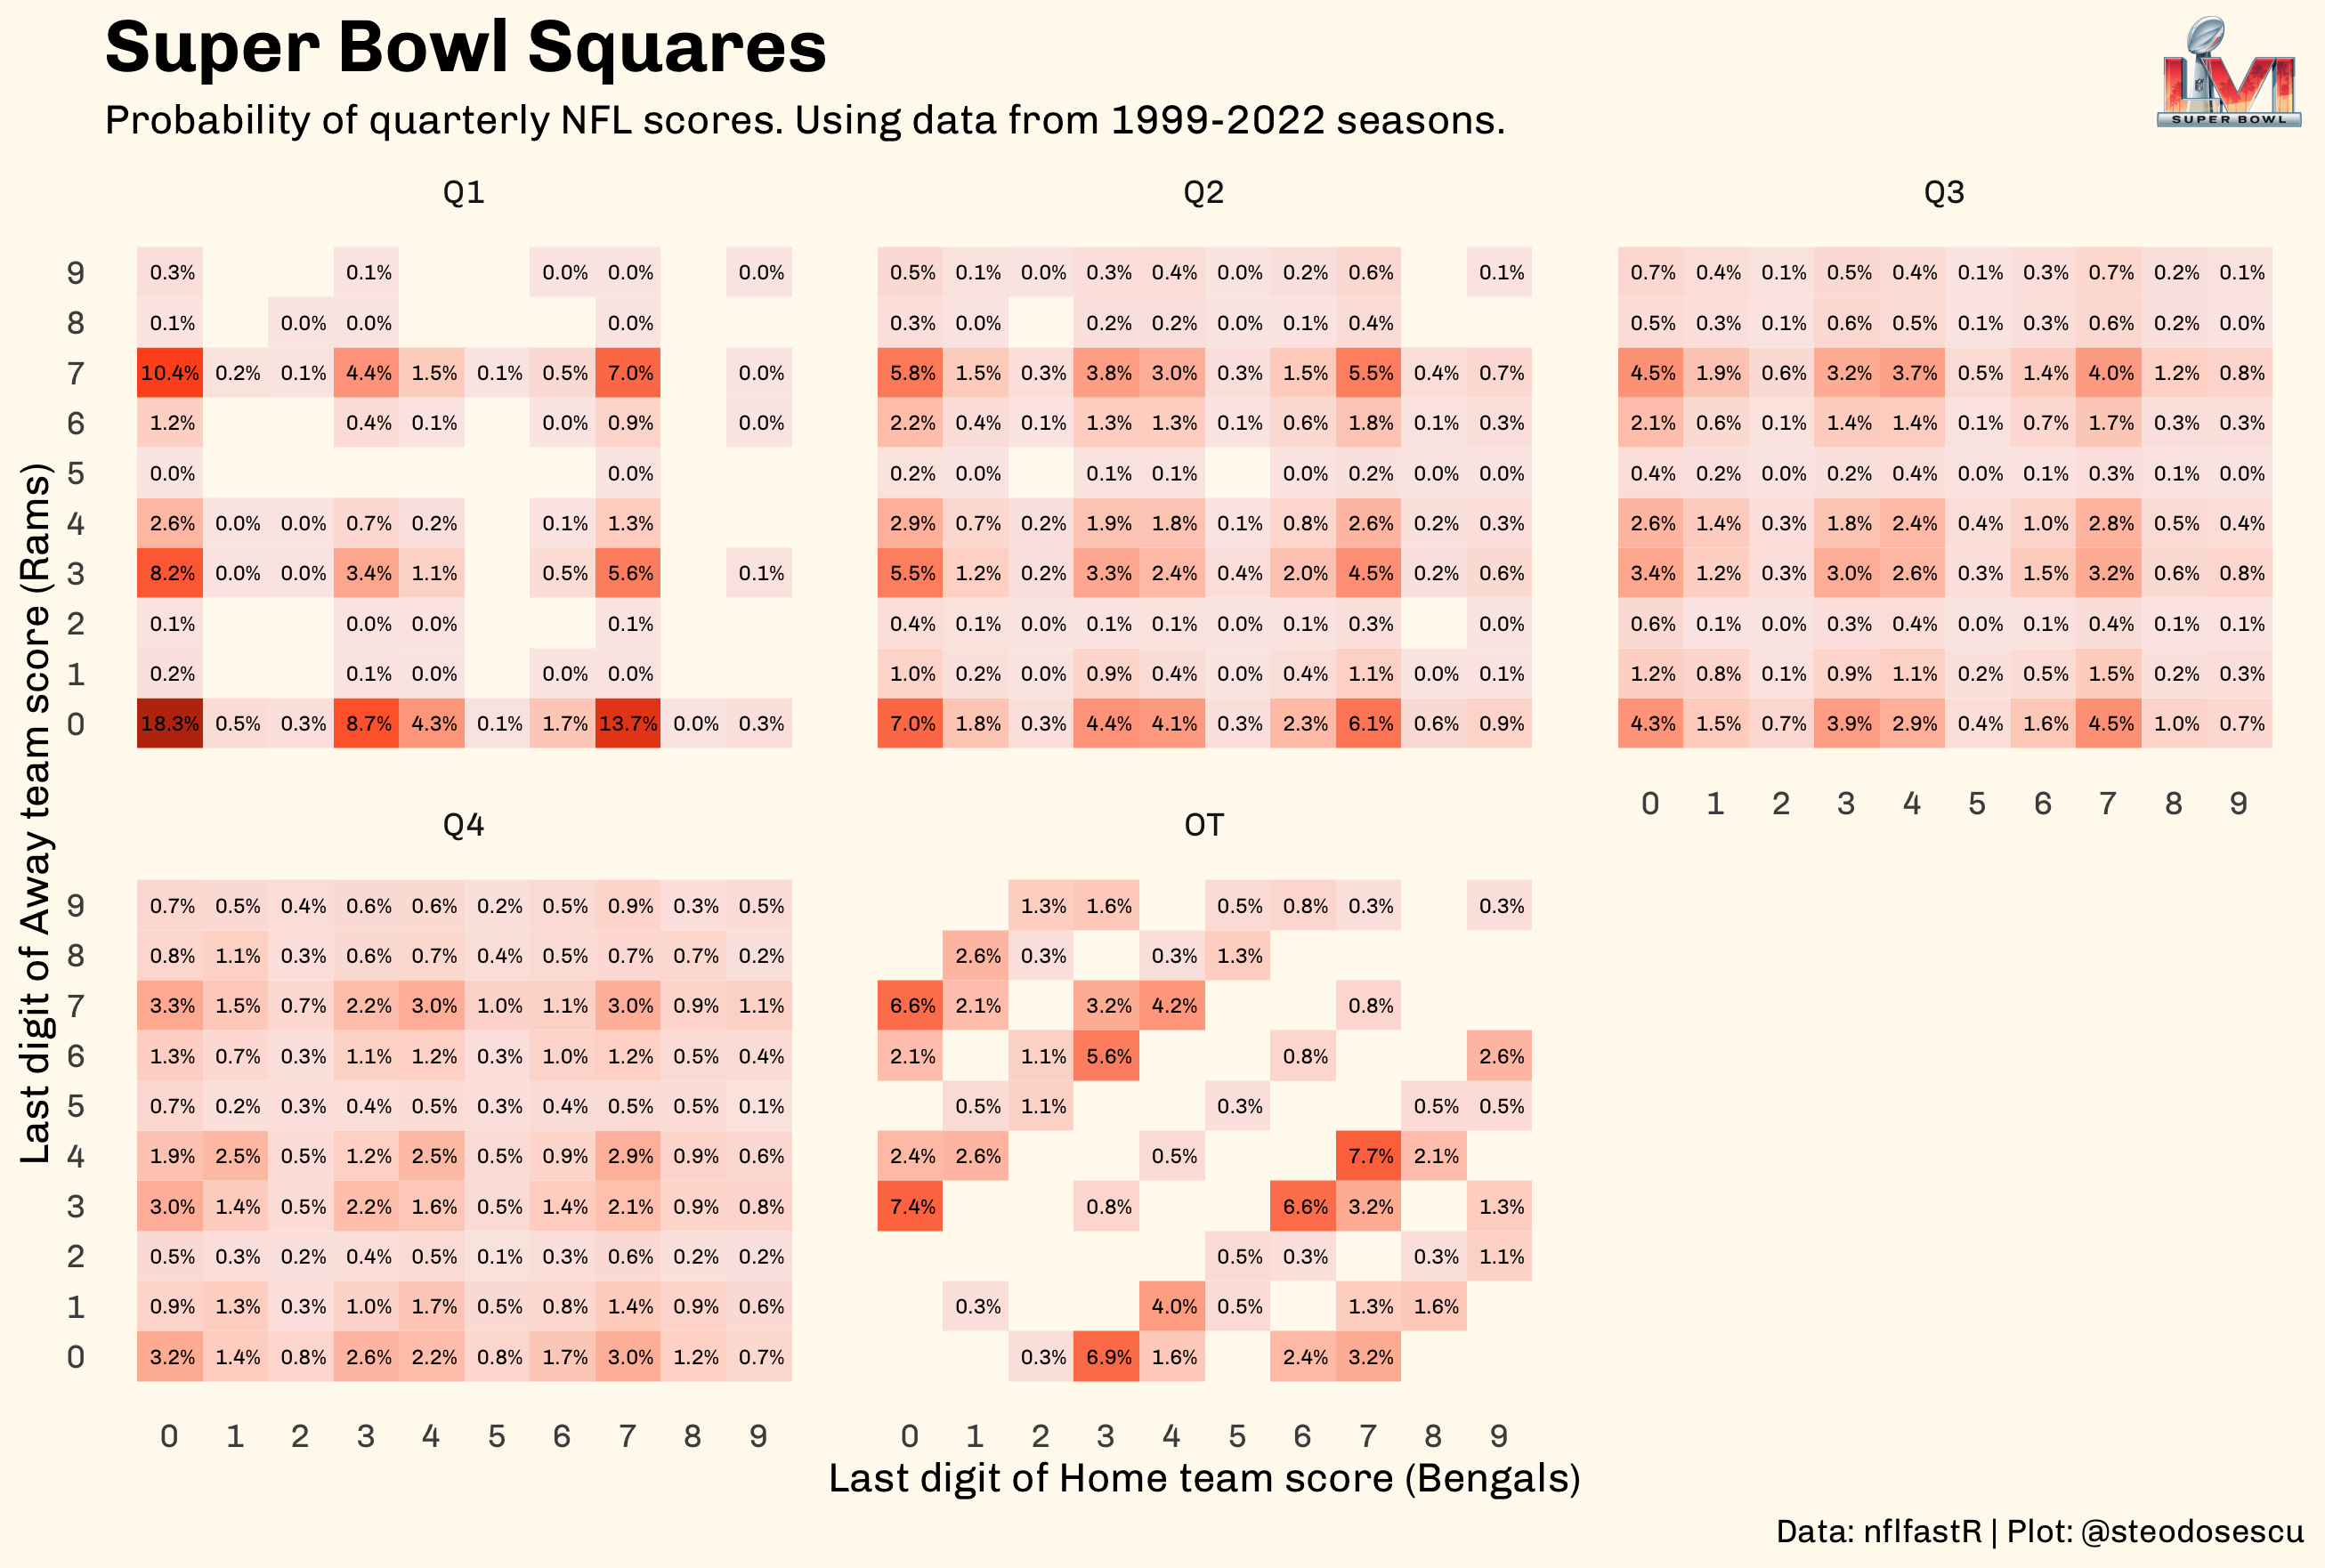 Super Bowl Squares
Probability of quarterly NFL scores. Using data from 1999-2022 seasons.
LVI
SUPER BOWL
Last digit of Away team score (Rams)
Q1
9 0.3% 0.1% 0.0% 0.0% 0.0%
8 0.1% 0.0% 0.0% 0.0%
7 10.4% 0.2% 0.1% 4.4% 1.5% 0.1% 0.5% 7.0% 0.0%
6 1.2% 0.4% 0.1% 0.0% 0.9% 0.0%
5 0.0% 0.0%
4 2.6% 0.0% 0.0% 0.7% 0.2% 0.1% 1.3%
3 8.2% 0.0% 0.0% 3.4% 1.1% 0.5% 5.6% 0.1%
2 0.1% 0.0% 0.0% 0.1%
1 0.2% 0.1% 0.0% 0.0% 0.0%
0 18.3% 0.5% 0.3% 8.7% 4.3% 0.1% 1.7% 13.7% 0.0% 0.3%
Q2
0.5% 0.1% 0.0% 0.3% 0.4% 0.0% 0.2% 0.6% 0.1%
0.3% 0.0% 0.2% 0.2% 0.0% 0.1% 0.4%
5.8% 1.5% 0.3% 3.8% 3.0% 0.3% 1.5% 5.5% 0.4% 0.7%
2.2% 0.4% 0.1% 1.3% 1.3% 0.1% 0.6% 1.8% 0.1% 0.3%
0.2% 0.0% 0.1% 0.1% 0.0% 0.2% 0.0% 0.0%
2.9% 0.7% 0.2% 1.9% 1.8% 0.1% 0.8% 2.6% 0.2% 0.3%
5.5% 1.2% 0.2% 3.3% 2.4% 0.4% 2.0% 4.5% 0.2% 0.6%
0.4% 0.1% 0.0% 0.1% 0.1% 0.0% 0.1% 0.3% 0.0%
1.0% 0.2% 0.0% 0.9% 0.4% 0.0% 0.4% 1.1% 0.0% 0.1%
7.0% 1.8% 0.3% 4.4% 4.1% 0.3% 2.3% 6.1% 0.6% 0.9%
Q3
0.7% 0.4% 0.1% 0.5% 0.4% 0.1% 0.3% 0.7% 0.2% 0.1%
0.5% 0.3% 0.1% 0.6% 0.5% 0.1% 0.3% 0.6% 0.2% 0.0%
4.5% 1.9% 0.6% 3.2% 3.7% 0.5% 1.4% 4.0% 1.2% 0.8%
2.1% 0.6% 0.1% 1.4% 1.4% 0.1% 0.7% 1.7% 0.3% 0.3%
0.4% 0.2% 0.0% 0.2% 0.4% 0.0% 0.1% 0.3% 0.1% 0.0%
2.6% 1.4% 0.3% 1.8% 2.4% 0.4% 1.0% 2.8% 0.5% 0.4%
3.4% 1.2% 0.3% 3.0% 2.6% 0.3% 1.5% 3.2% 0.6% 0.8%
0.6% 0.1% 0.0% 0.3% 0.4% 0.0% 0.1% 0.4% 0.1% 0.1%
1.2% 0.8% 0.1% 0.9% 1.1% 0.2% 0.5% 1.5% 0.2% 0.3%
4.3% 1.5% 0.7% 3.9% 2.9% 0.4% 1.6% 4.5% 1.0% 0.7%
0 1 2 3 4 5 6 7 8 9
Q4
9 0.7% 0.5% 0.4% 0.6% 0.6% 0.2% 0.5% 0.9% 0.3% 0.5%
8 0.8% 1.1% 0.3% 0.6% 0.7% 0.4% 0.5% 0.7% 0.7% 0.2%
7 3.3% 1.5% 0.7% 2.2% 3.0% 1.0% 1.1% 3.0% 0.9% 1.1%
6 1.3% 0.7% 0.3% 1.1% 1.2% 0.3% 1.0% 1.2% 0.5% 0.4%
5 0.7% 0.2% 0.3% 0.4% 0.5% 0.3% 0.4% 0.5% 0.5% 0.1%
4 1.9% 2.5% 0.5% 1.2% 2.5% 0.5% 0.9% 2.9% 0.9% 0.6%
3 3.0% 1.4% 0.5% 2.2% 1.6% 0.5% 1.4% 2.1% 0.9% 0.8%
2 0.5% 0.3% 0.2% 0.4% 0.5% 0.1% 0.3% 0.6% 0.2% 0.2%
1 0.9% 1.3% 0.3% 1.0% 1.7% 0.5% 0.8% 1.4% 0.9% 0.6%
0 3.2% 1.4% 0.8% 2.6% 2.2% 0.8% 1.7% 3.0% 1.2% 0.7%
0 1 2 3 4 5 6 7 8 9
OT
1.3% 1.6% 0.5% 0.8% 0.3% 0.3%
2.6% 0.3% 0.3% 1.3%
6.6% 2.1% 3.2% 4.2% 0.8%
2.1% 1.1% 5.6% 0.8% 2.6%
0.5% 1.1% 0.3% 0.5% 0.5%
2.4% 2.6% 0.5% 7.7% 2.1%
7.4% 0.8% 6.6% 3.2% 1.3%
0.5% 0.3% 0.3% 1.1%
0.3% 4.0% 0.5% 1.3% 1.6%
0.3% 6.9% 1.6% 2.4% 3.2%
0 1 2 3 4 5 6 7 8 9
Last digit of Home team score (Bengals)
Data: nflfastR | Plot: @steodosescu